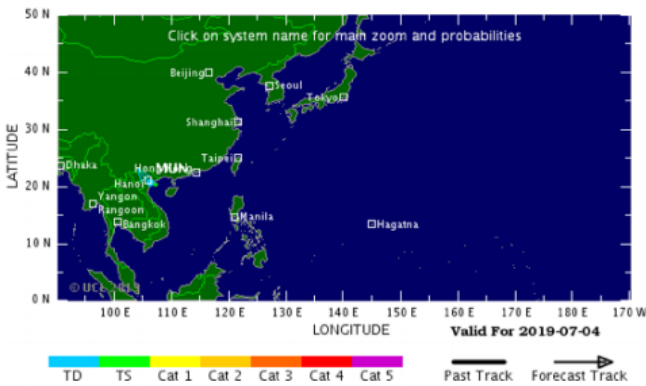 50 N
Click on system name for main zoom and probabilities
40 N
Beijing
Seoul
Tokyo
30 N
Shanghai
LATITUDE
Taipei
Dhaka
MUN
20 N
Hanoi
Yangon
Rangoon
Manila
Hagatna
Bangkok
10 N
0 N
© UCL 2019
100 E 110 E 120 E 130 E 140 E 150 E 160 E 170 E 180 E 170 W
LONGITUDE
Valid For 2019-07-04
TD TS Cat 1 Cat 2 Cat 3 Cat 4 Cat 5 Past Track Forecast Track